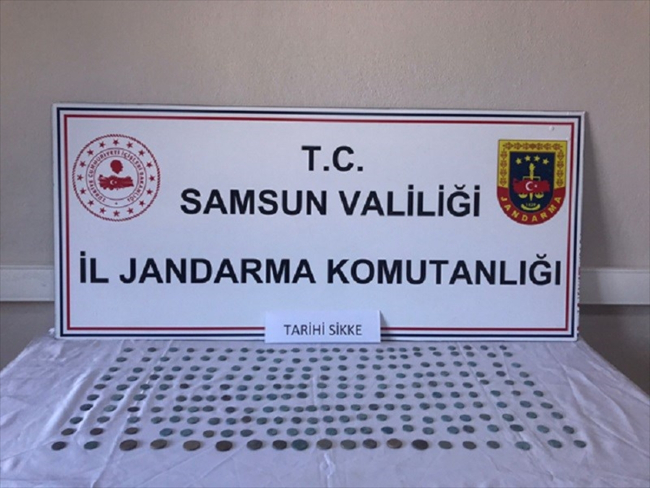 T.C.
SAMSUN VALİLİĞİ
İL JANDARMA KOMUTANLIĞI
JANDARMA
TARİHİ SİKKE